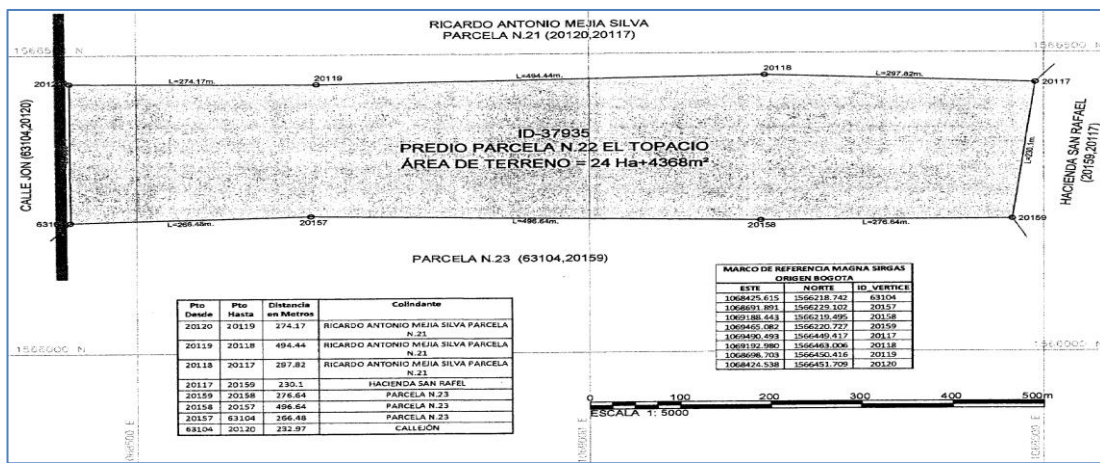 RICARDO ANTONIO MEJIA SILVA
PARCELA N.21 (20120,20117)
1566500 N
1566500 N
20119
20118
20117
L=274.17m.
L=494.44m.
L=297.82m.
CALLE JON (63104,20120)
ID-37935
PREDIO PARCELA N.22 EL TOPACIO
ÁREA DE TERRENO = 24 Ha+4368m²
HACIENDA SAN RAFAEL
(20159,20117)
L=266.48m.
20157
L=496.64m.
20158
L=276.64m.
20159
PARCELA N.23 (63104,20159)
Pto Desde Pto Hasta Distancia en Metros Colindante
20120 20119 274.17 RICARDO ANTONIO MEJIA SILVA PARCELA N.21
20119 20118 494.44 RICARDO ANTONIO MEJIA SILVA PARCELA N.21
20118 20117 297.82 RICARDO ANTONIO MEJIA SILVA PARCELA N.21
20117 20159 230.1 HACIENDA SAN RAFEL
20159 20158 276.64 PARCELA N.23
20158 20157 496.64 PARCELA N.23
20157 63104 266.48 PARCELA N.23
63104 20120 232.97 CALLEJÓN
MARCO DE REFERENCIA MAGNA SIRGAS
ORIGEN BOGOTA
ESTE NORTE ID_VERTICE
1068425.615 1566218.742 63104
1068691.891 1566229.102 20157
1069188.443 1566219.495 20158
1069465.082 1566220.727 20159
1069490.493 1566449.417 20117
1069192.980 1566463.006 20118
1068698.703 1566450.416 20119
1068424.538 1566451.709 20120
1566000 N
1566000 N
0 100 200 300 400 500m
ESCALA 1: 5000
1068500 E
1069500 E